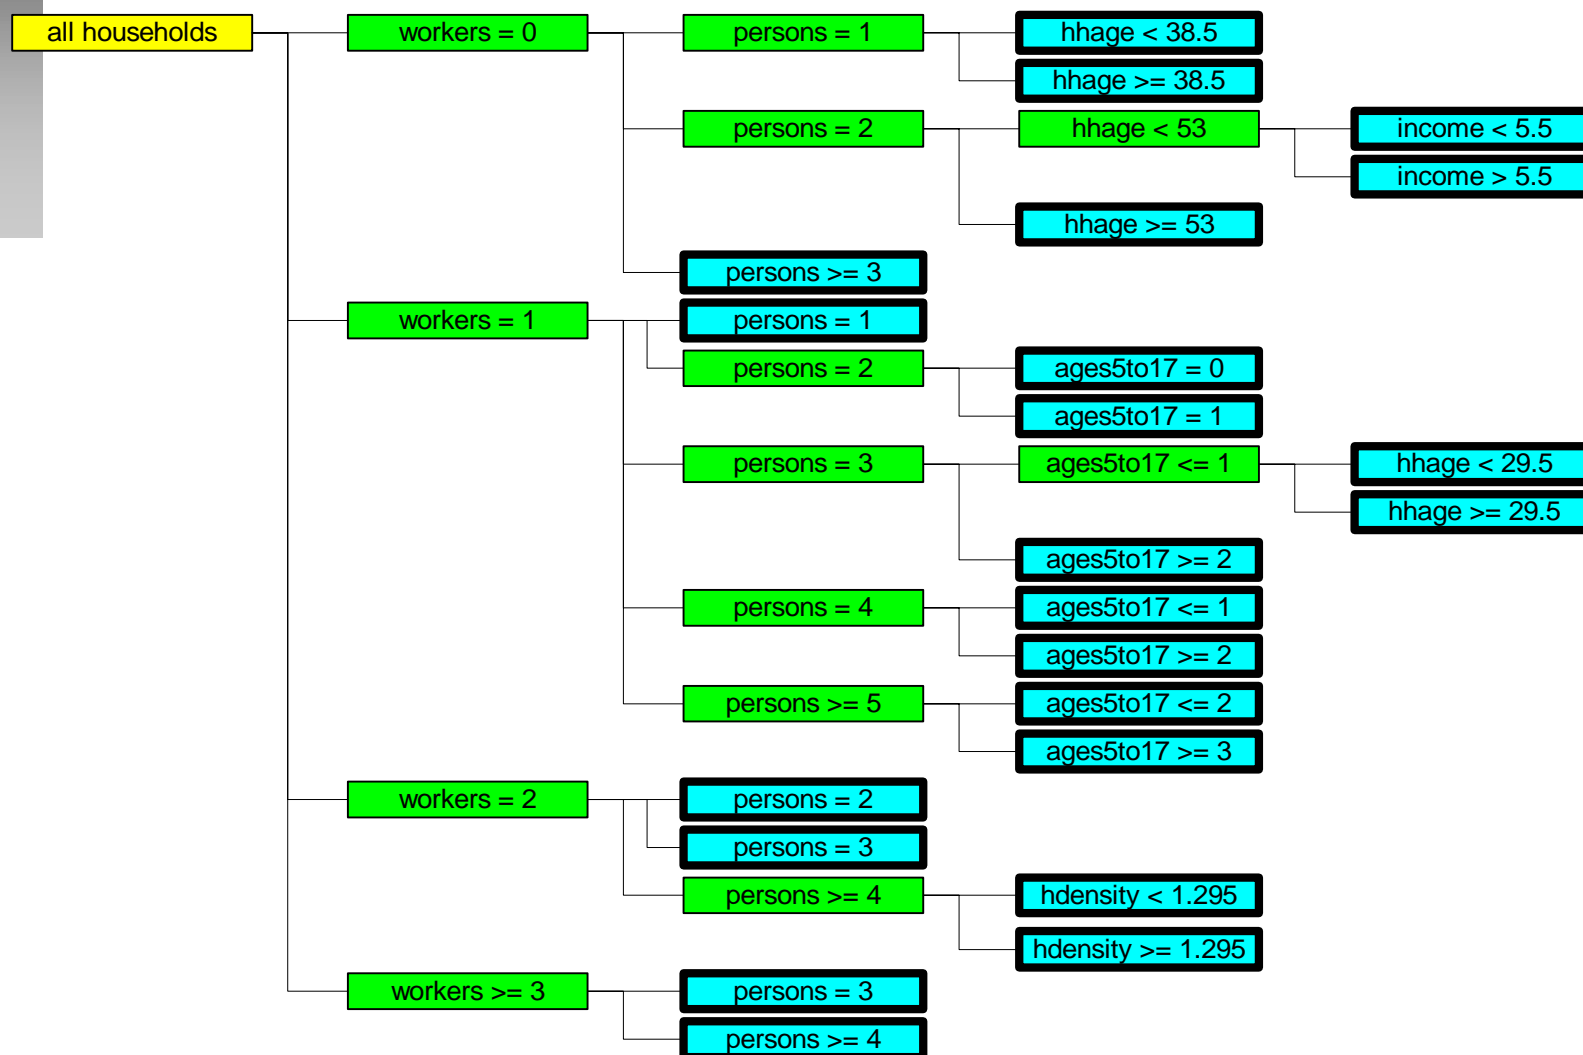 all households
workers = 0
persons = 1
hhage < 38.5
hhage >= 38.5
persons = 2
hhage < 53
income < 5.5
income > 5.5
hhage >= 53
persons >= 3
workers = 1
persons = 1
persons = 2
ages5to17 = 0
ages5to17 = 1
persons = 3
ages5to17 <= 1
hhage < 29.5
hhage >= 29.5
ages5to17 >= 2
persons = 4
ages5to17 <= 1
ages5to17 >= 2
persons >= 5
ages5to17 <= 2
ages5to17 >= 3
workers = 2
persons = 2
persons = 3
persons >= 4
hdensity < 1.295
hdensity >= 1.295
workers >= 3
persons = 3
persons >= 4